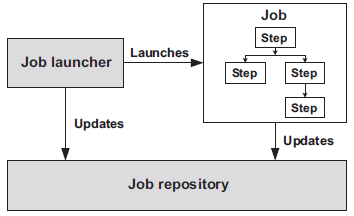 Job
Step
Job launcher
Launches
Step
Step
Step
Updates
Updates
Job repository